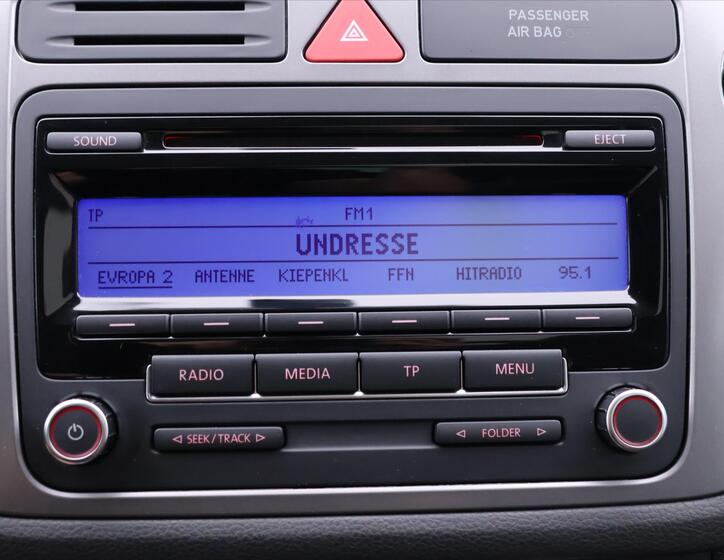 PASSENGER
AIR BAG OFF
SOUND
EJECT
TP FM1
UNDRESSE
EVROPA 2 ANTENNE KIEPENKL FFN HITRADIO 95.1
RADIO MEDIA TP MENU
SEEK/TRACK FOLDER